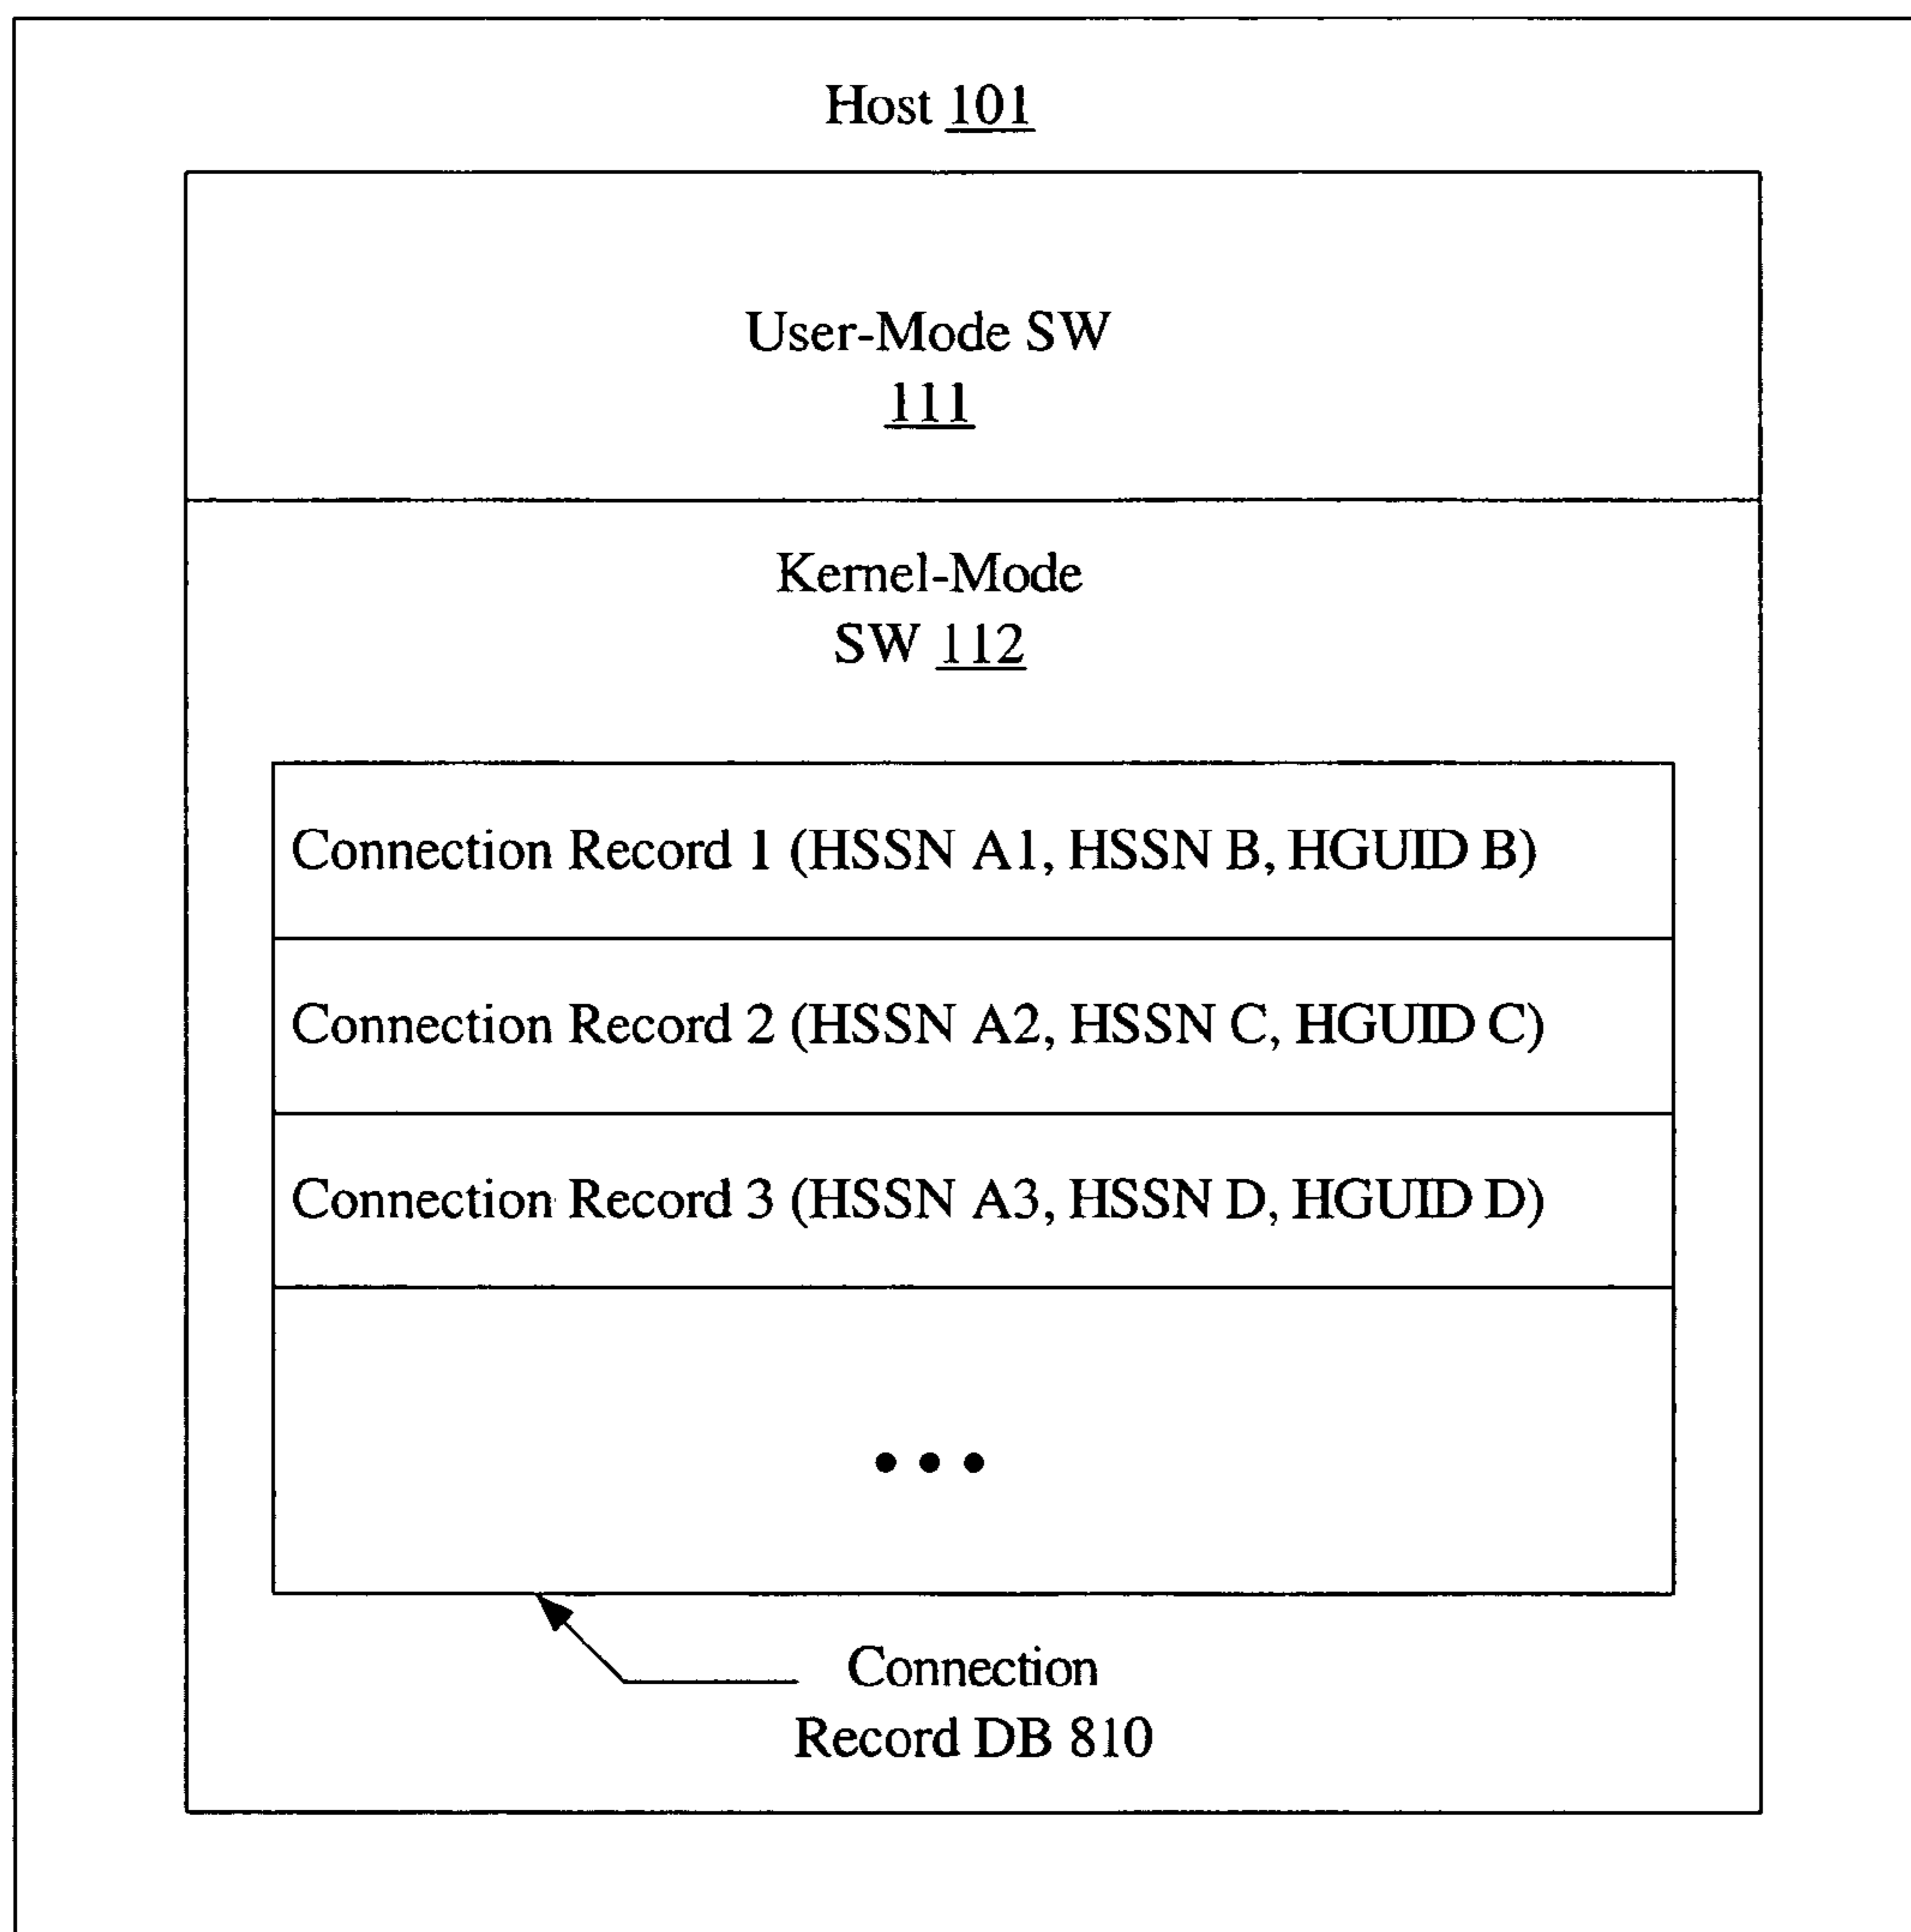 Host 101
User-Mode SW
111
Kernel-Mode
SW 112
Connection Record 1 (HSSN A1, HSSN B, HGUID B)
Connection Record 2 (HSSN A2, HSSN C, HGUID C)
Connection Record 3 (HSSN A3, HSSN D, HGUID D)
•••
Connection
Record DB 810